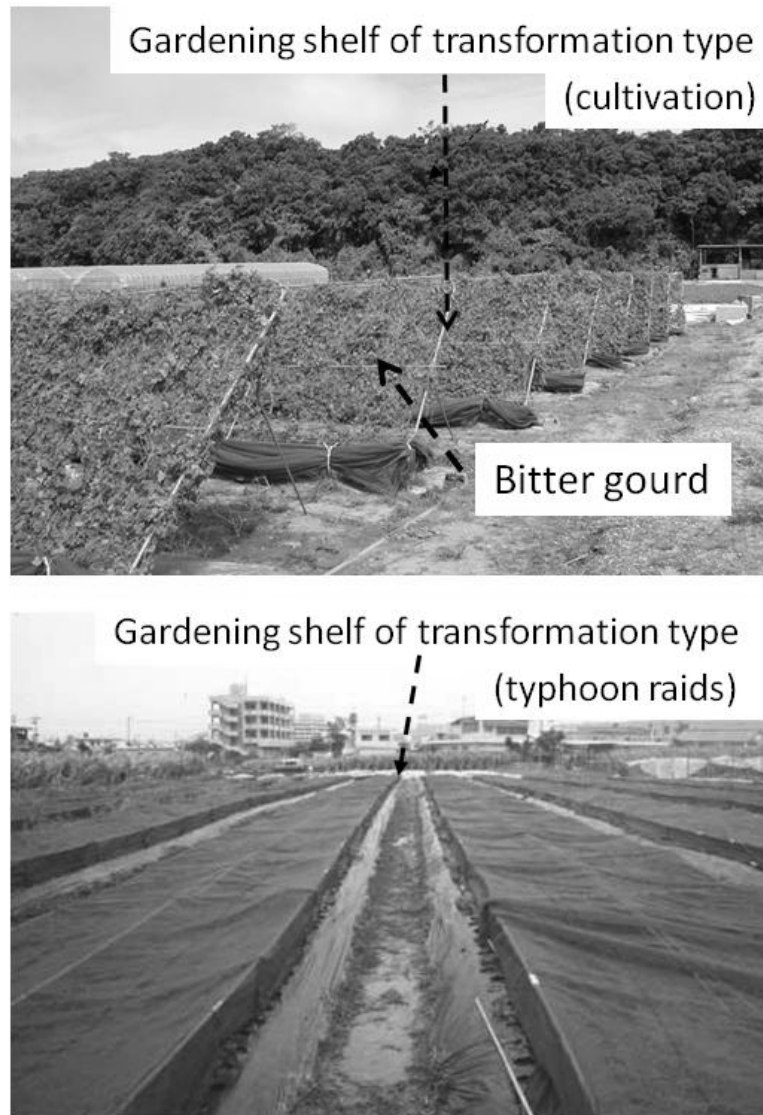 Gardening shelf of transformation type
(cultivation)
Bitter gourd
Gardening shelf of transformation type
(typhoon raids)